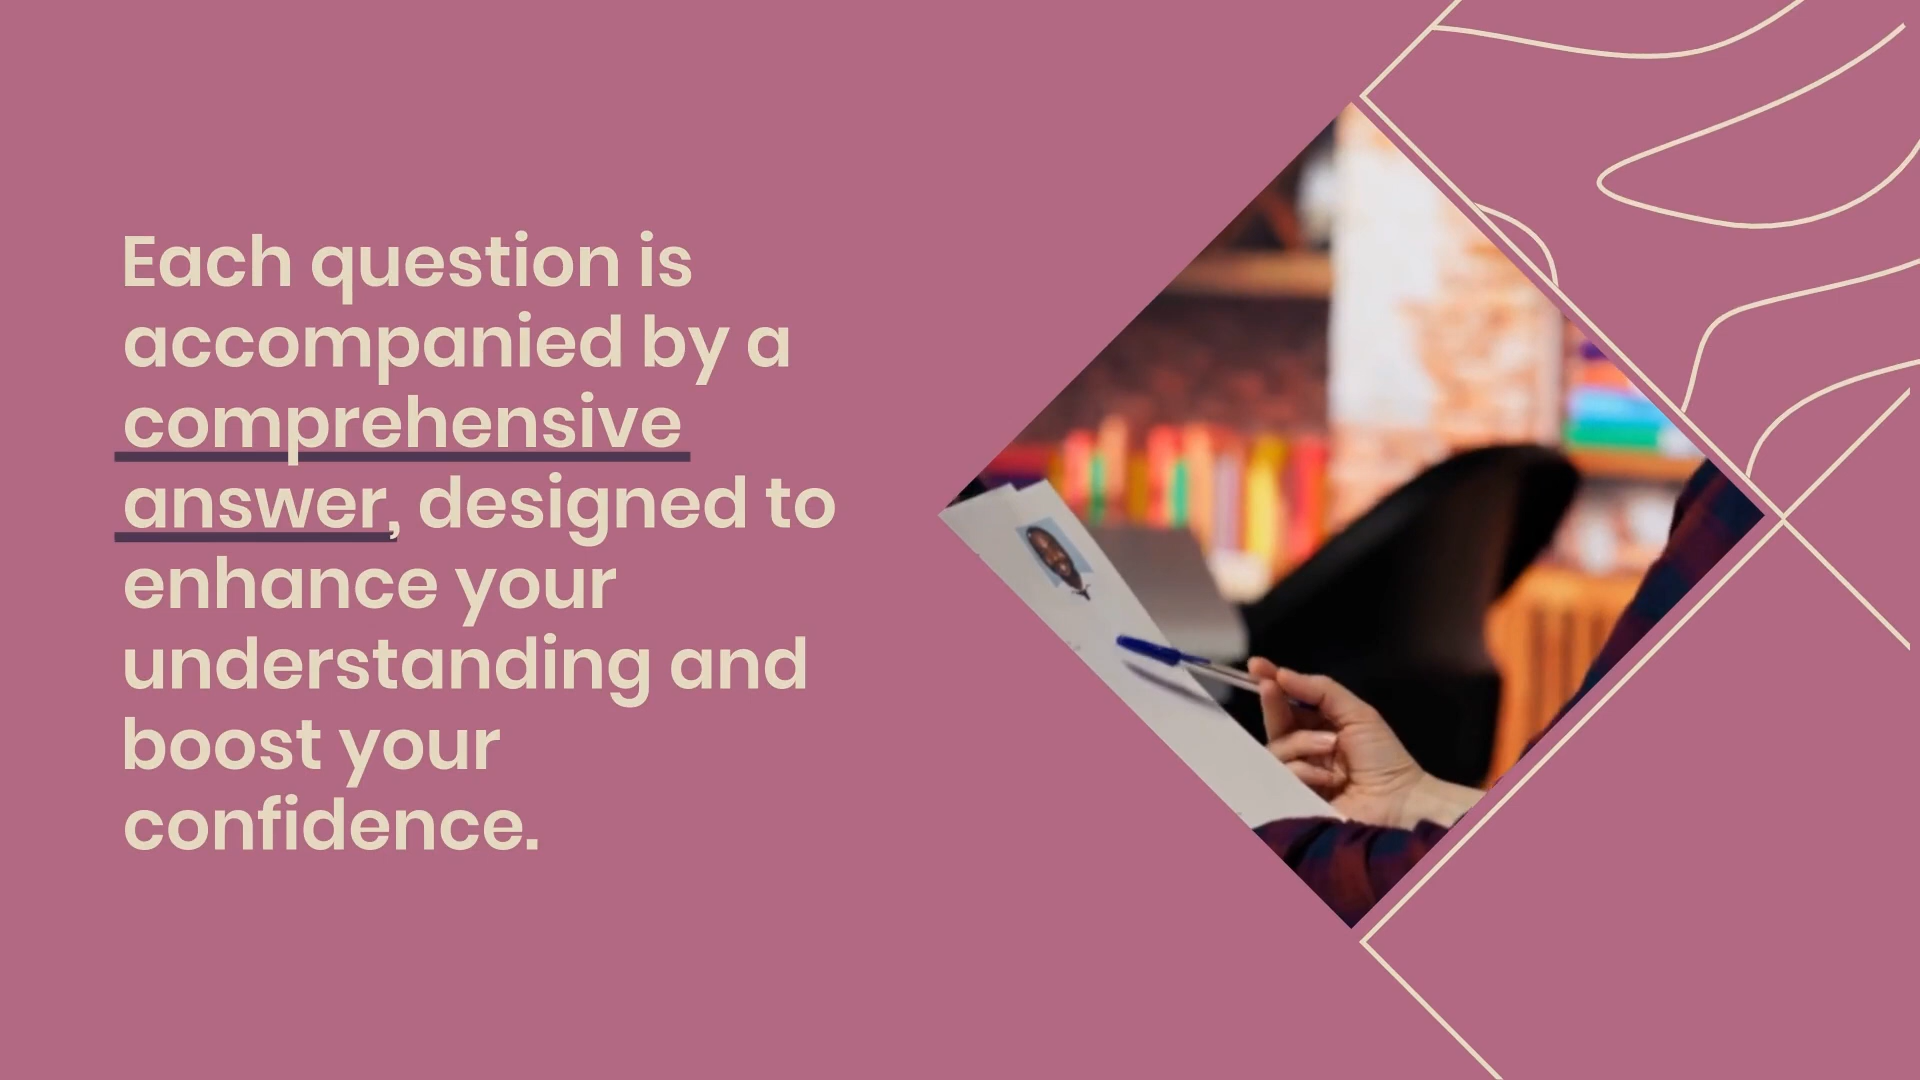 Each question is
accompanied by a
comprehensive
answer, designed to
enhance your
understanding and
boost your
confidence.